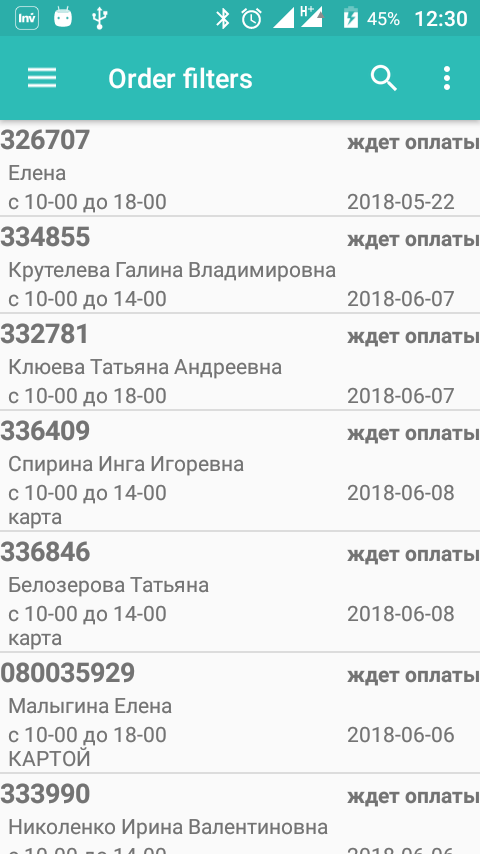 Inv H+ 45% 12:30
Order filters
326707 ждет оплаты
Елена
с 10-00 до 18-00 2018-05-22
334855 ждет оплаты
Крутелева Галина Владимировна
с 10-00 до 14-00 2018-06-07
332781 ждет оплаты
Клюева Татьяна Андреевна
с 10-00 до 18-00 2018-06-07
336409 ждет оплаты
Спирина Инга Игоревна
с 10-00 до 14-00 2018-06-08
карта
336846 ждет оплаты
Белозерова Татьяна
с 10-00 до 14-00 2018-06-08
карта
080035929 ждет оплаты
Малыгина Елена
с 10-00 до 18-00 2018-06-06
КАРТОЙ
333990 ждет оплаты
Николенко Ирина Валентиновна